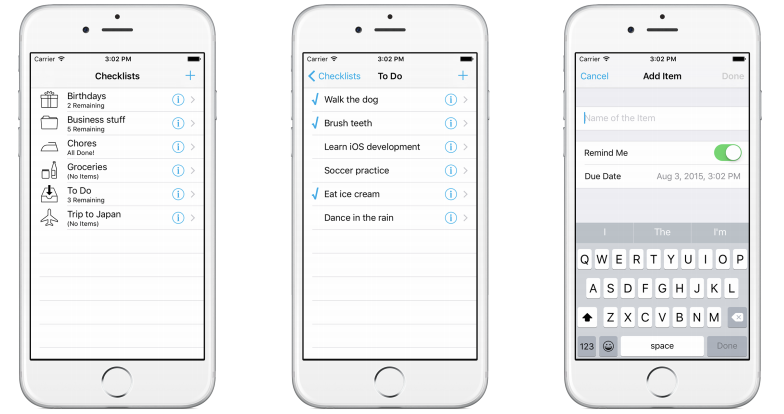 Carrier 3:02 PM
Checklists +
Birthdays
2 Remaining
Business stuff
5 Remaining
Chores
All Done!
Groceries
(No Items)
To Do
3 Remaining
Trip to Japan
(No Items)
Carrier 3:02 PM
Checklists To Do +
Walk the dog
Brush teeth
Learn iOS development
Soccer practice
Eat ice cream
Dance in the rain
Carrier 3:02 PM
Cancel Add Item Done
Name of the Item
Remind Me
Due Date Aug 3, 2015, 3:02 PM
I The I'm
Q W E R T Y U I O P
A S D F G H J K L
Z X C V B N M
123 space Done